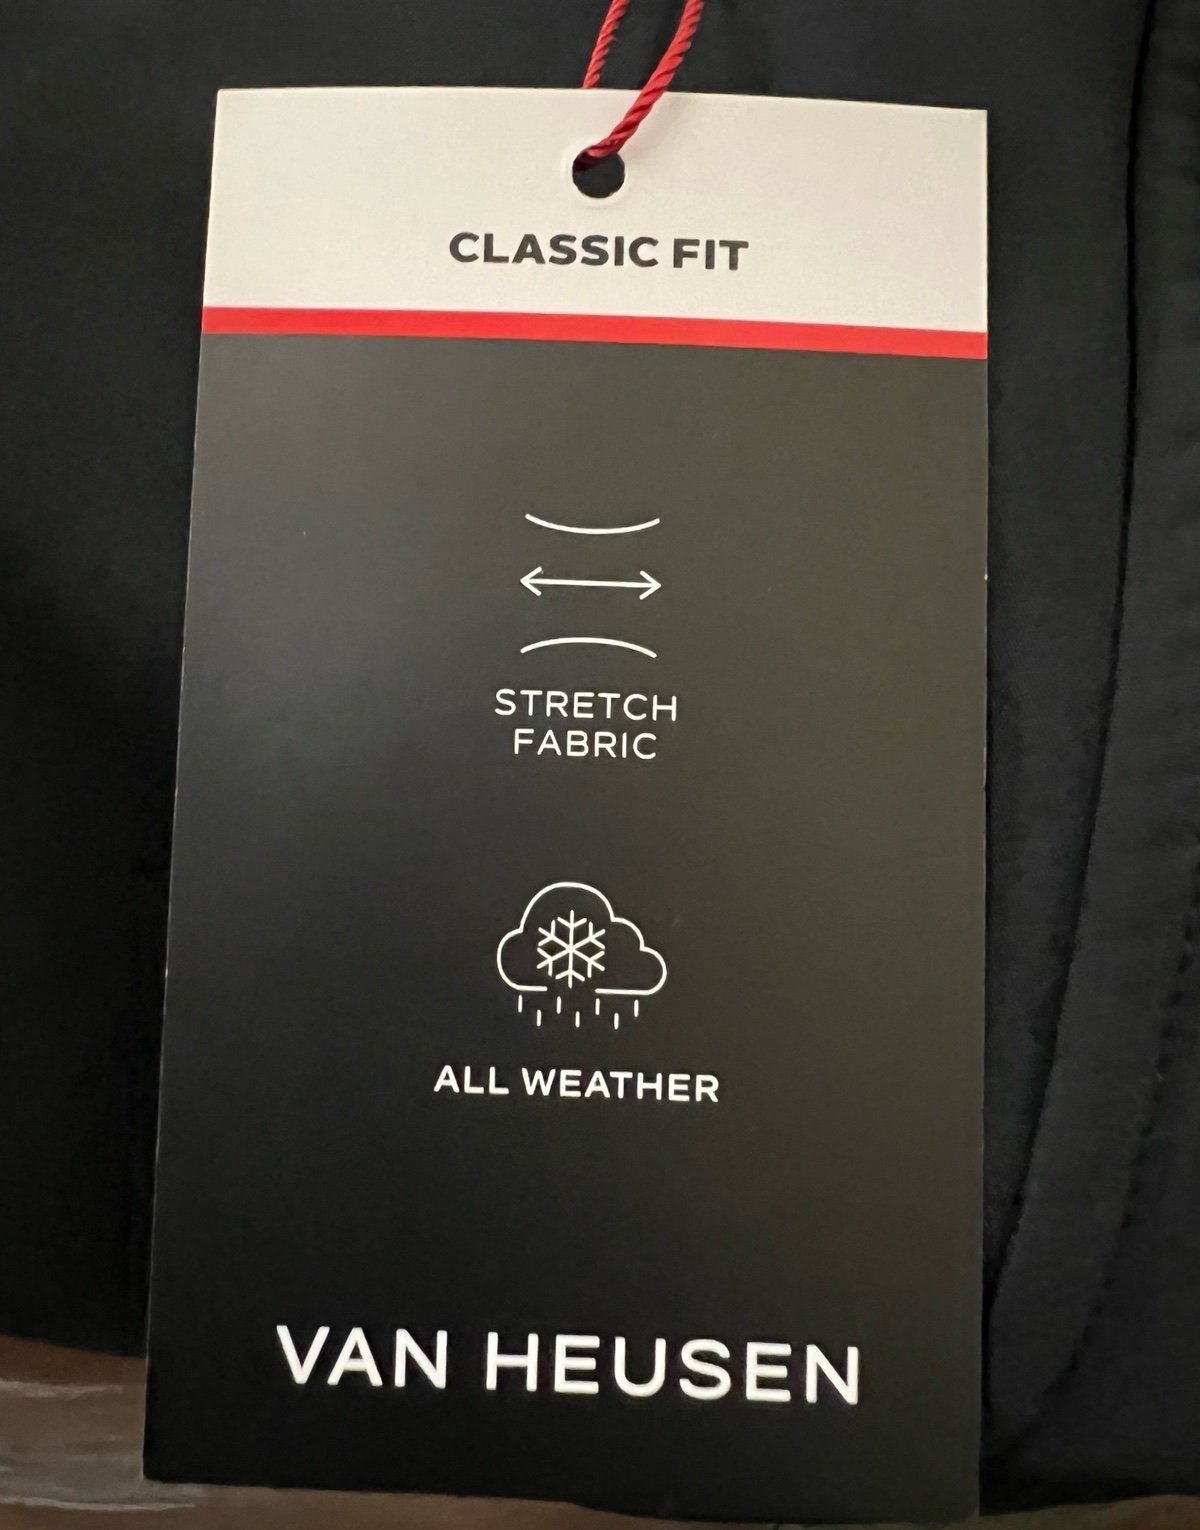 CLASSIC FIT
STRETCH
FABRIC
ALL WEATHER
VAN HEUSEN